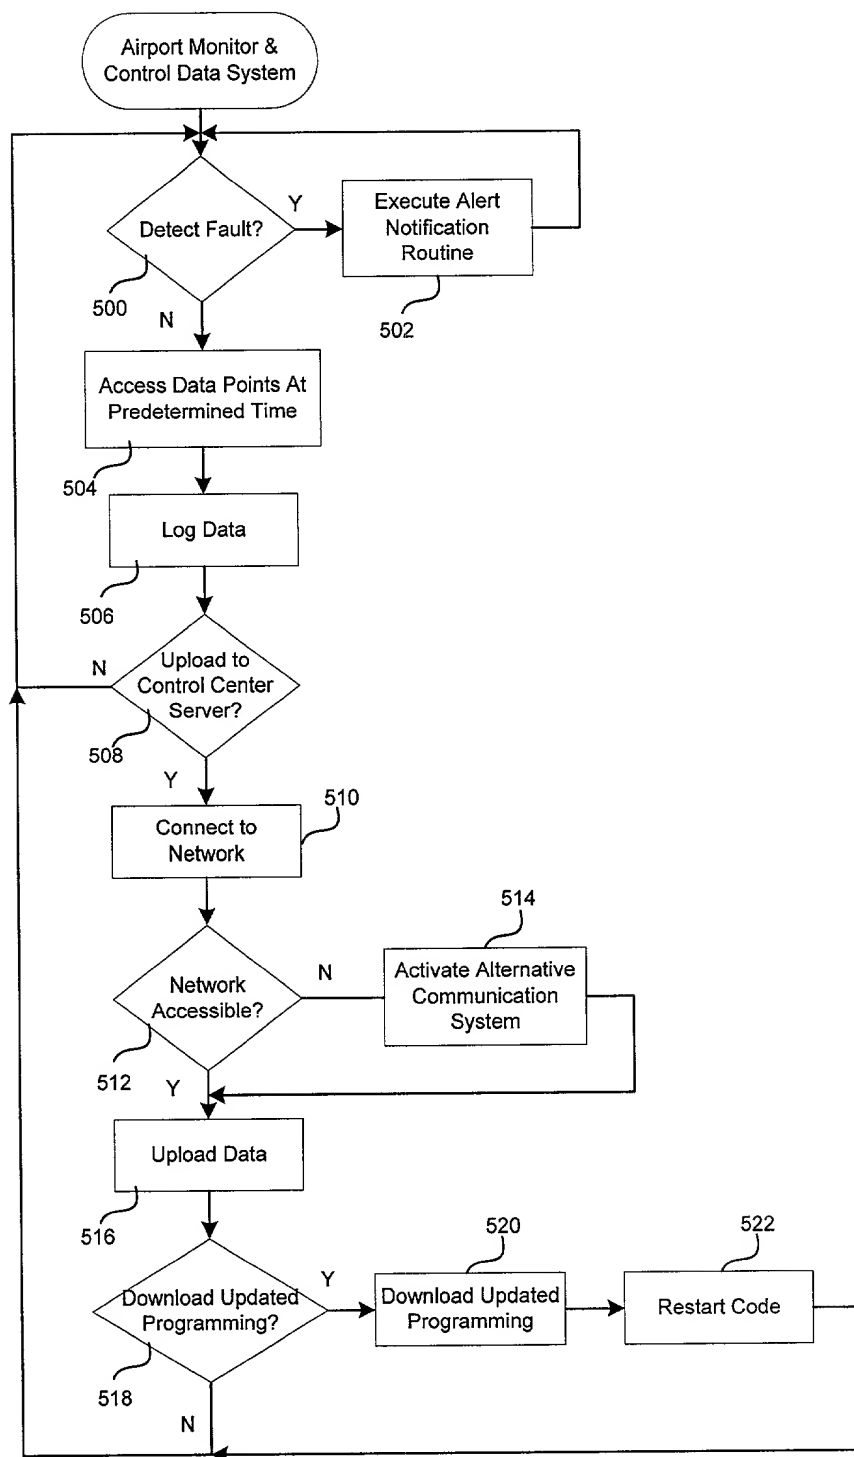 Airport Monitor &
Control Data System
Detect Fault?
Y
Execute Alert
Notification
Routine
500
502
N
Access Data Points At
Predetermined Time
504
Log Data
506
N
Upload to
Control Center
Server?
508
Y
510
Connect to
Network
514
Network
Accessible?
N
Activate Alternative
Communication
System
512
Y
Upload Data
516
520
522
Download Updated
Programming?
Y
Download Updated
Programming
Restart Code
518
N